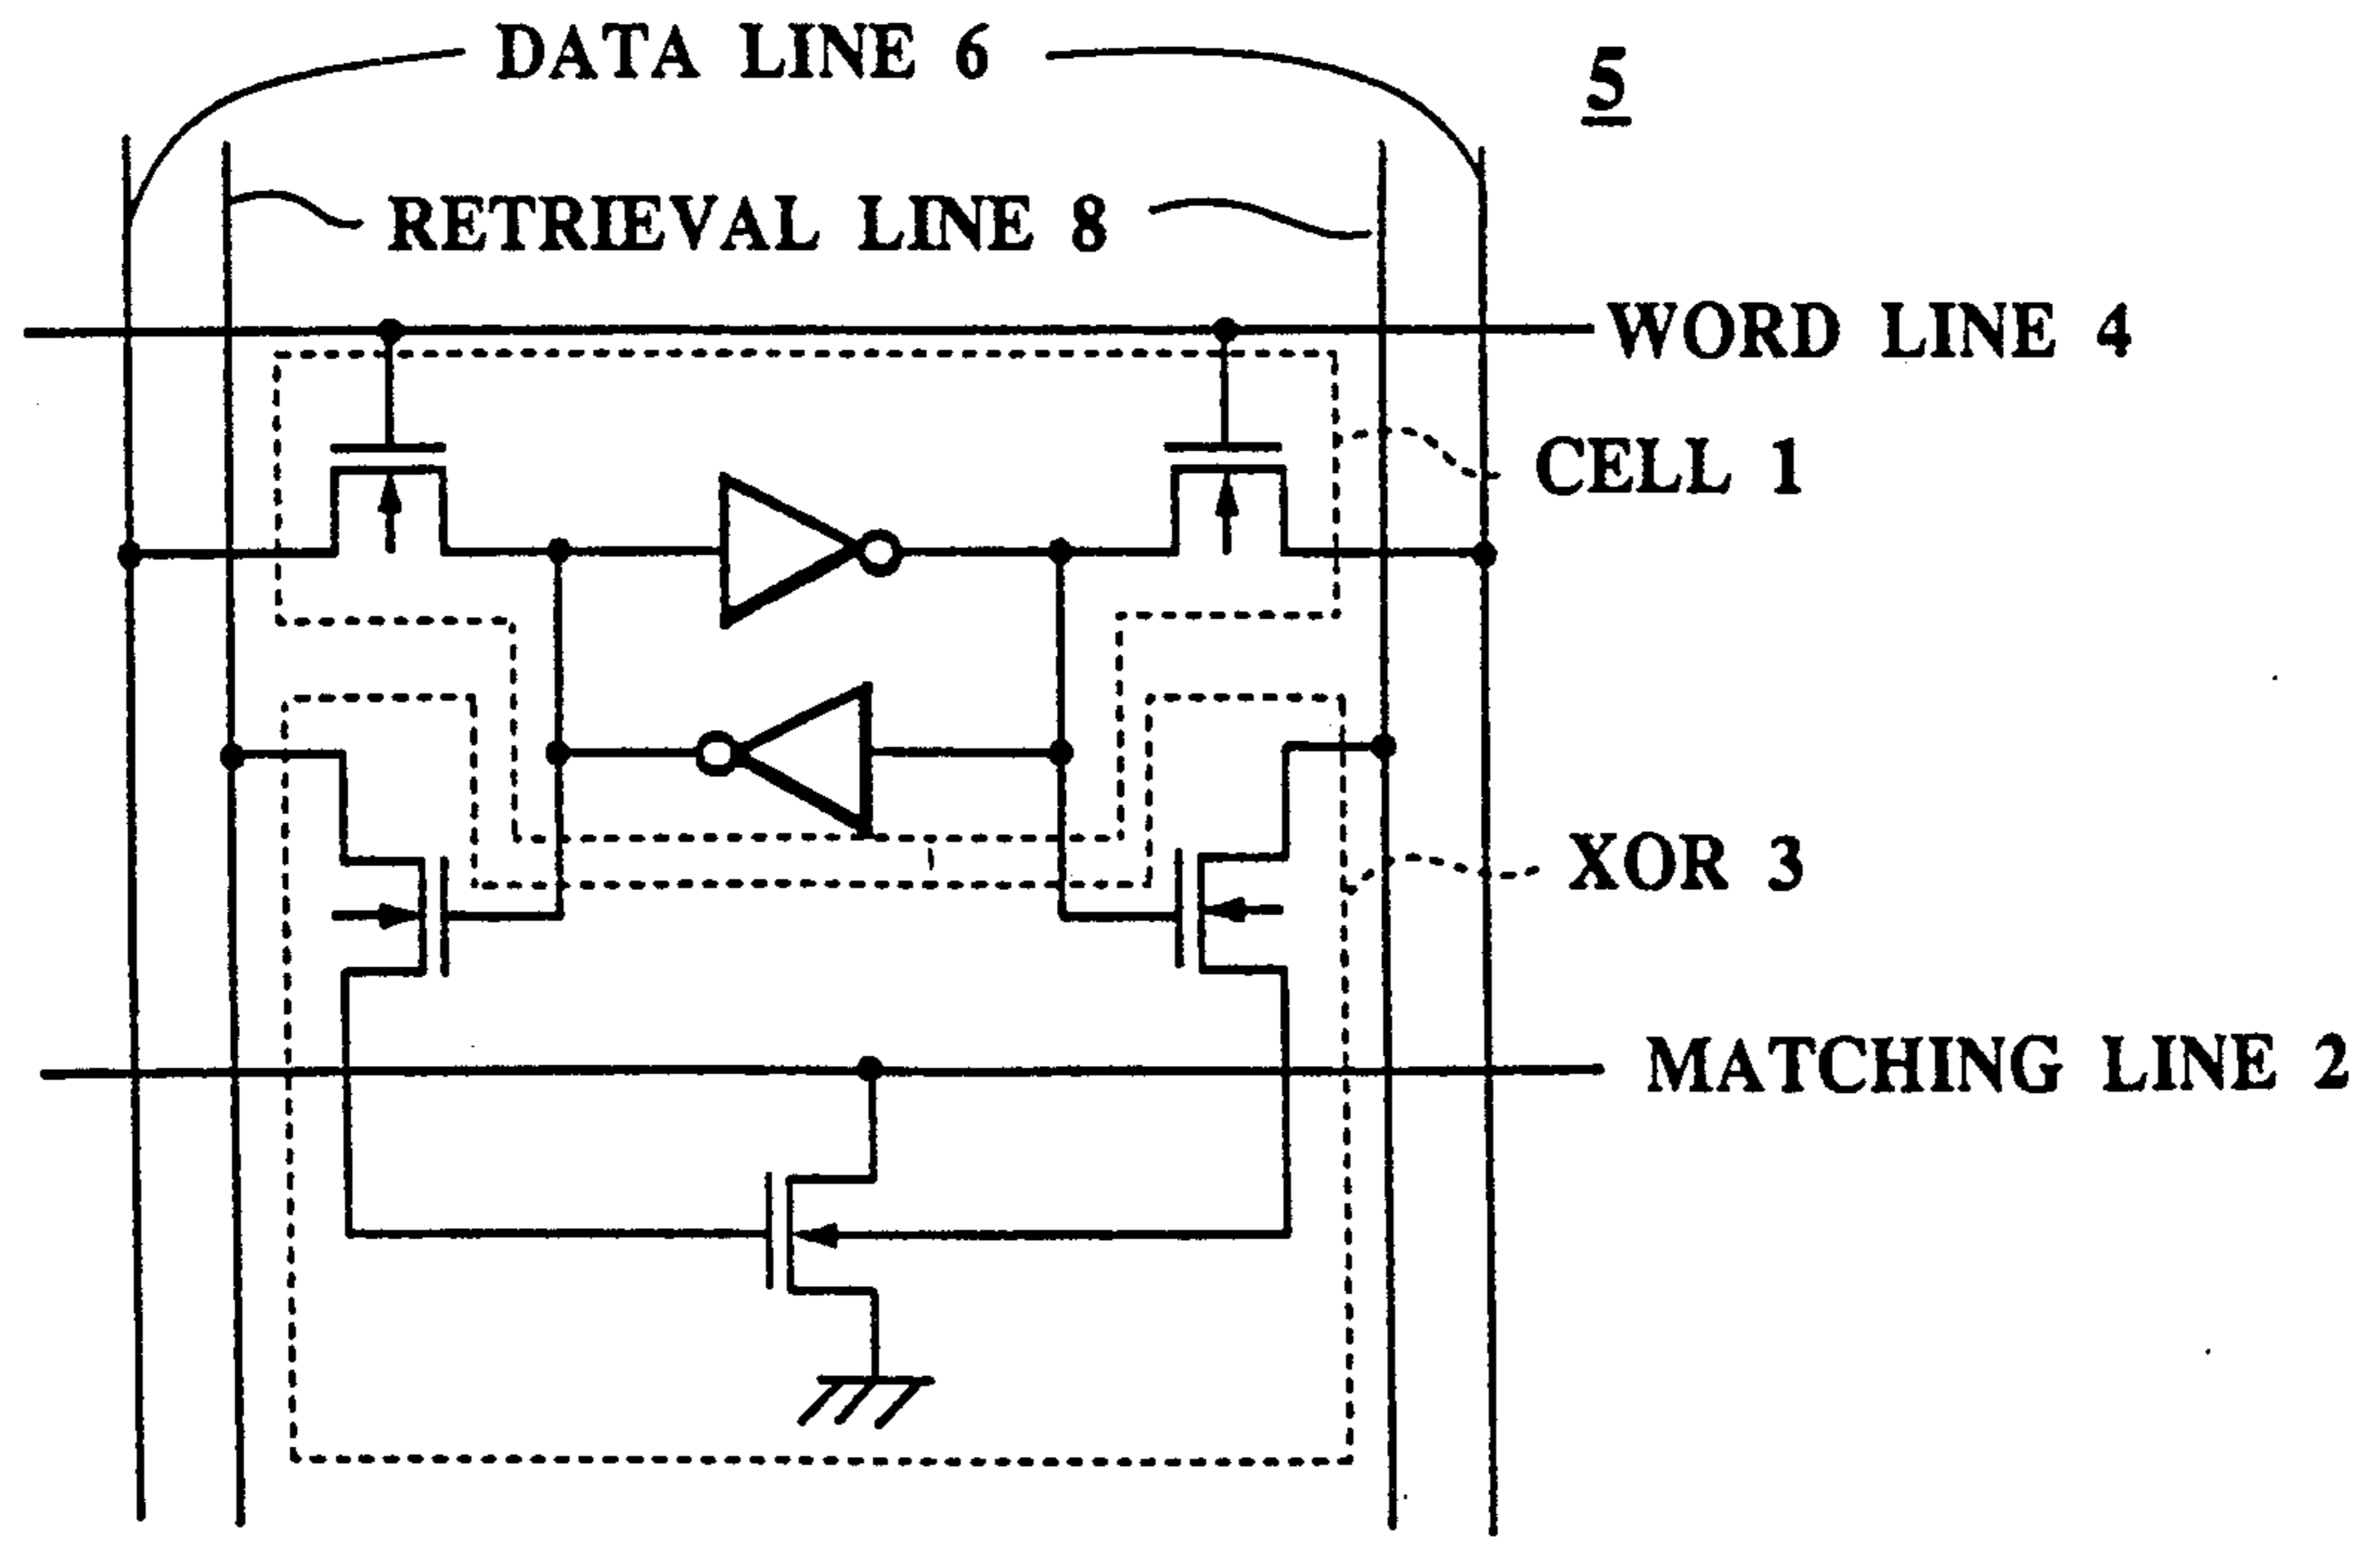 DATA LINE 6
5
RETRIEVAL LINE 8
WORD LINE 4
CELL 1
XOR 3
MATCHING LINE 2